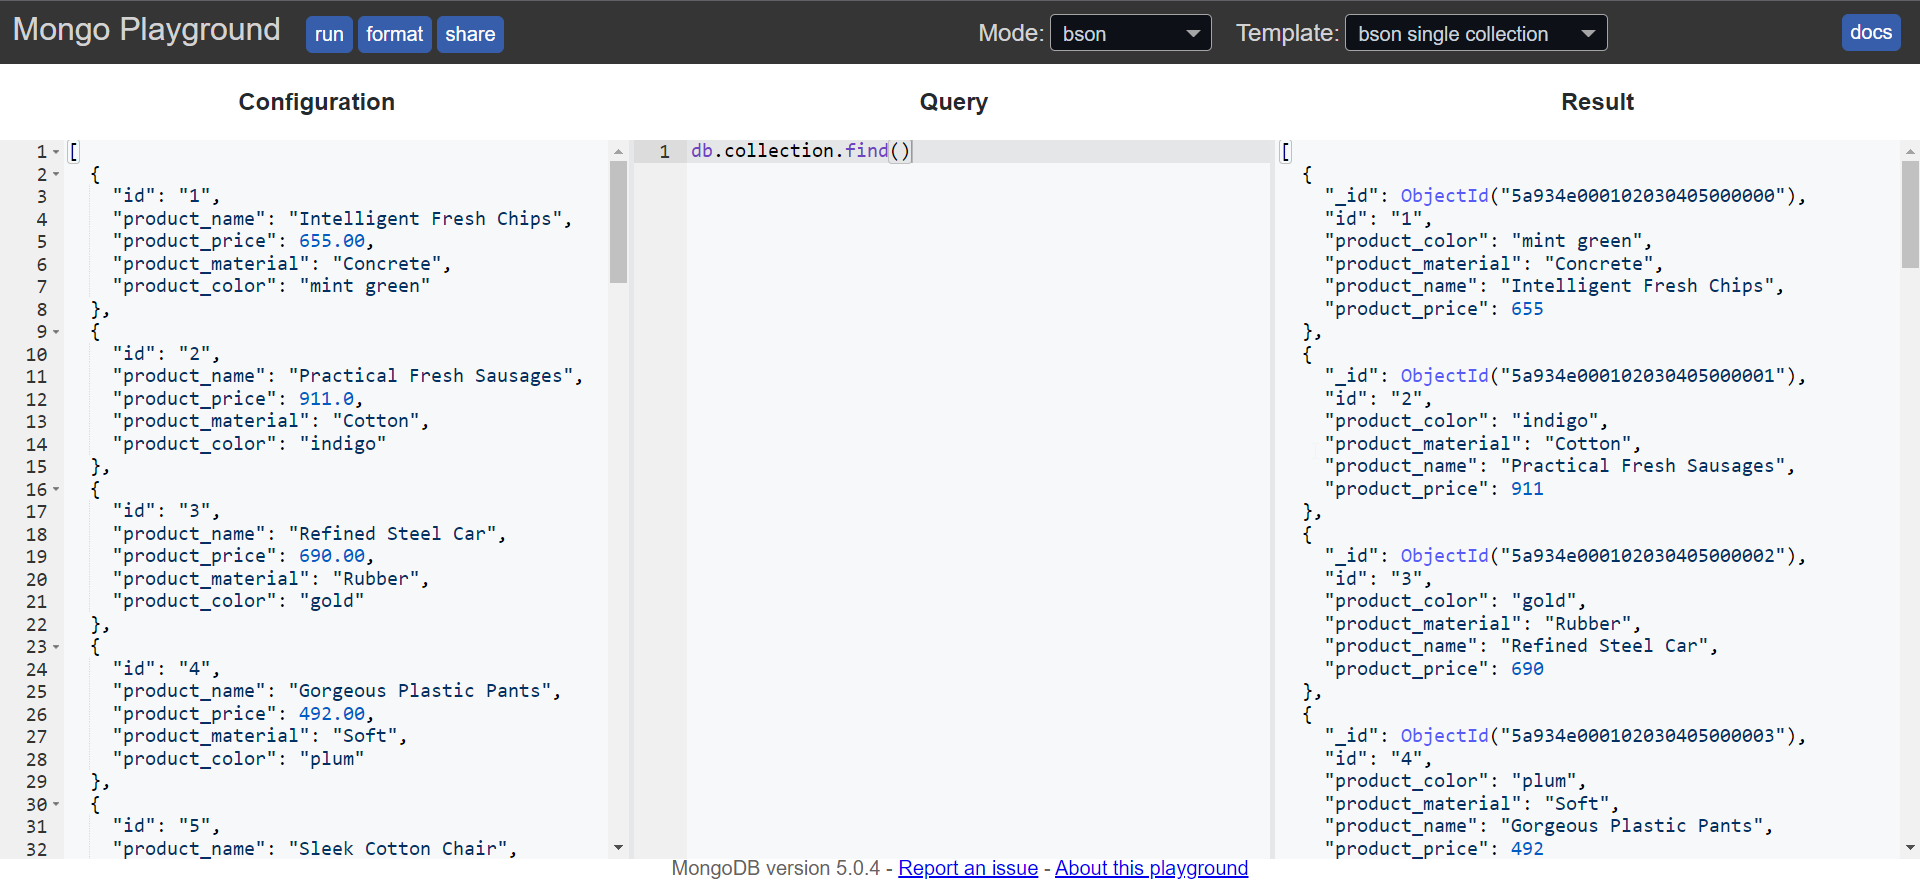 Mongo Playground run format share Mode: bson Template: bson single collection docs
Configuration Query Result
1 [
2 {
3 "id": "1",
4 "product_name": "Intelligent Fresh Chips",
5 "product_price": 655.00,
6 "product_material": "Concrete",
7 "product_color": "mint green"
8 },
9 {
10 "id": "2",
11 "product_name": "Practical Fresh Sausages",
12 "product_price": 911.0,
13 "product_material": "Cotton",
14 "product_color": "indigo"
15 },
16 {
17 "id": "3",
18 "product_name": "Refined Steel Car",
19 "product_price": 690.00,
20 "product_material": "Rubber",
21 "product_color": "gold"
22 },
23 {
24 "id": "4",
25 "product_name": "Gorgeous Plastic Pants",
26 "product_price": 492.00,
27 "product_material": "Soft",
28 "product_color": "plum"
29 },
30 {
31 "id": "5",
32 "product_name": "Sleek Cotton Chair",
1 db.collection.find()
[
{
"_id": ObjectId("5a934e000102030405000000"),
"id": "1",
"product_color": "mint green",
"product_material": "Concrete",
"product_name": "Intelligent Fresh Chips",
"product_price": 655
},
{
"_id": ObjectId("5a934e000102030405000001"),
"id": "2",
"product_color": "indigo",
"product_material": "Cotton",
"product_name": "Practical Fresh Sausages",
"product_price": 911
},
{
"_id": ObjectId("5a934e000102030405000002"),
"id": "3",
"product_color": "gold",
"product_material": "Rubber",
"product_name": "Refined Steel Car",
"product_price": 690
},
{
"_id": ObjectId("5a934e000102030405000003"),
"id": "4",
"product_color": "plum",
"product_material": "Soft",
"product_name": "Gorgeous Plastic Pants",
"product_price": 492
MongoDB version 5.0.4 - Report an issue - About this playground